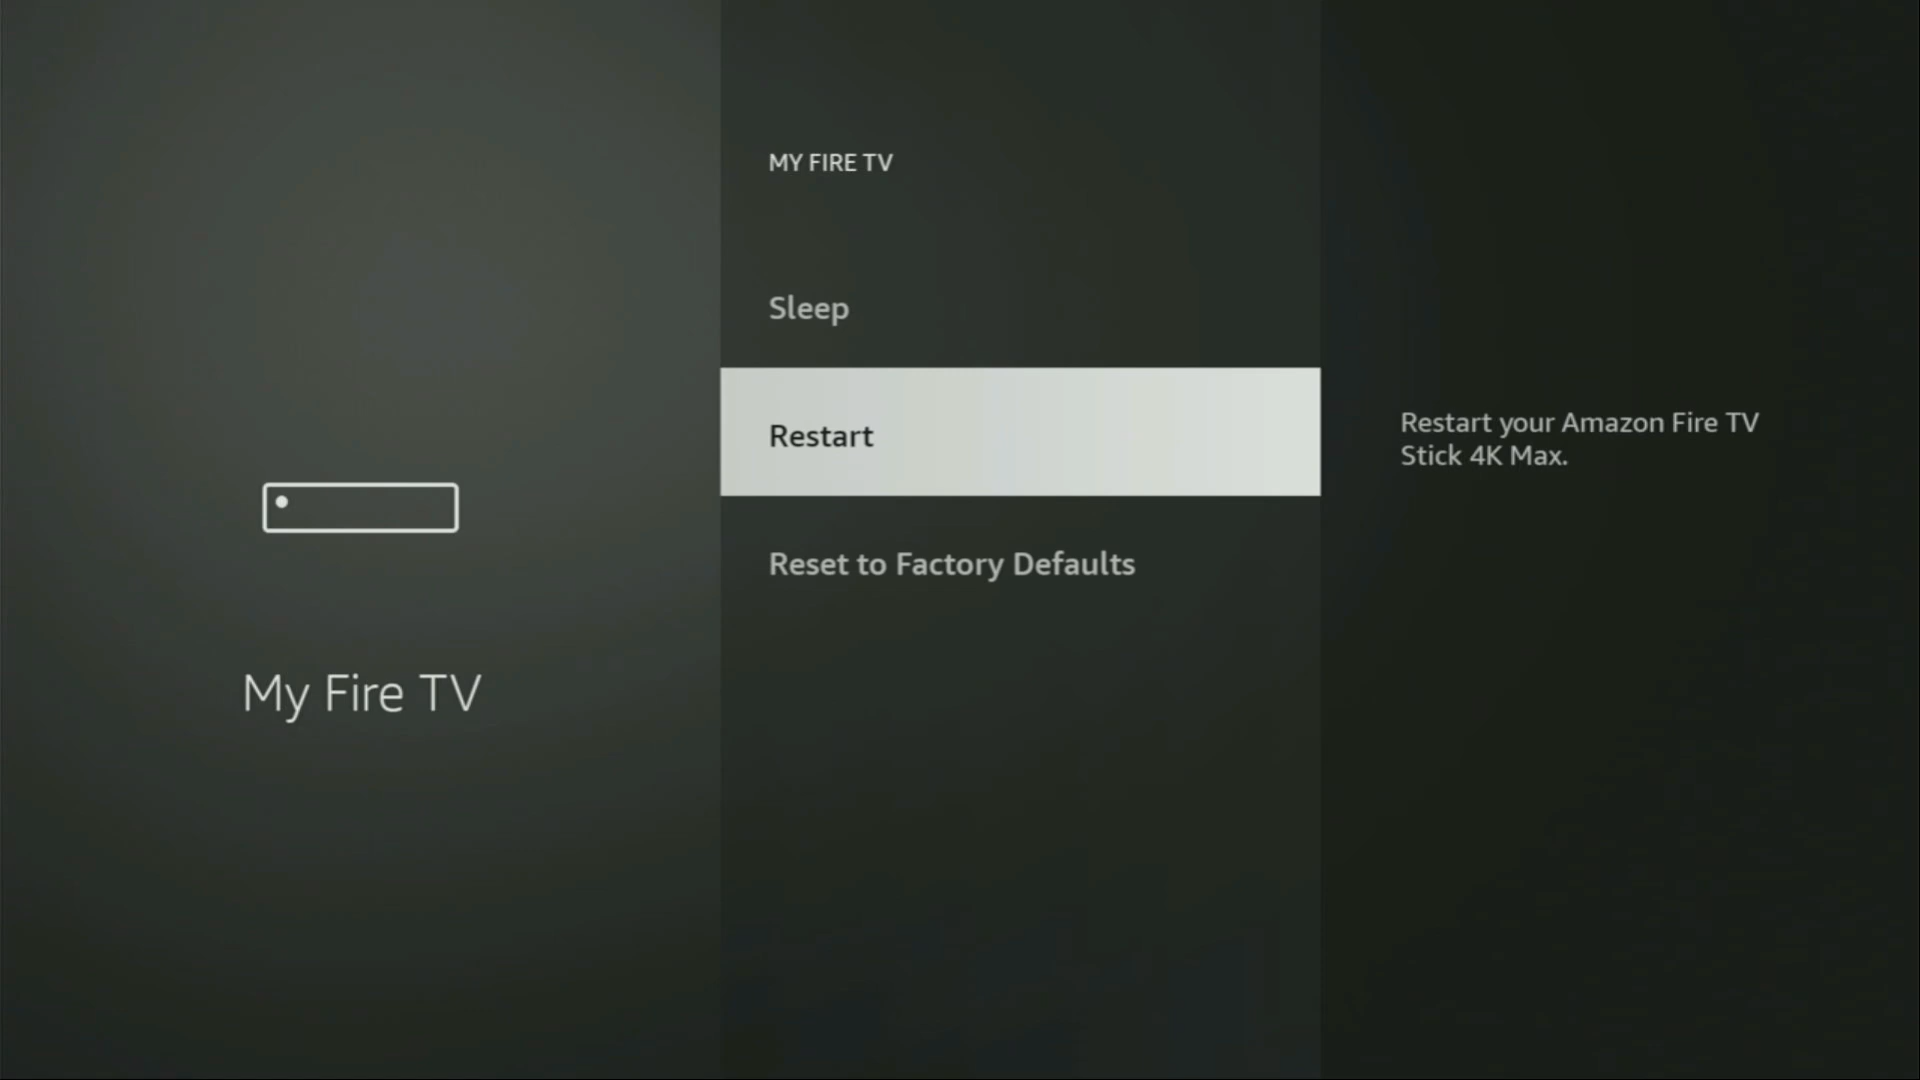 MY FIRE TV
Sleep
Restart
Reset to Factory Defaults
My Fire TV
Restart your Amazon Fire TV
Stick 4K Max.